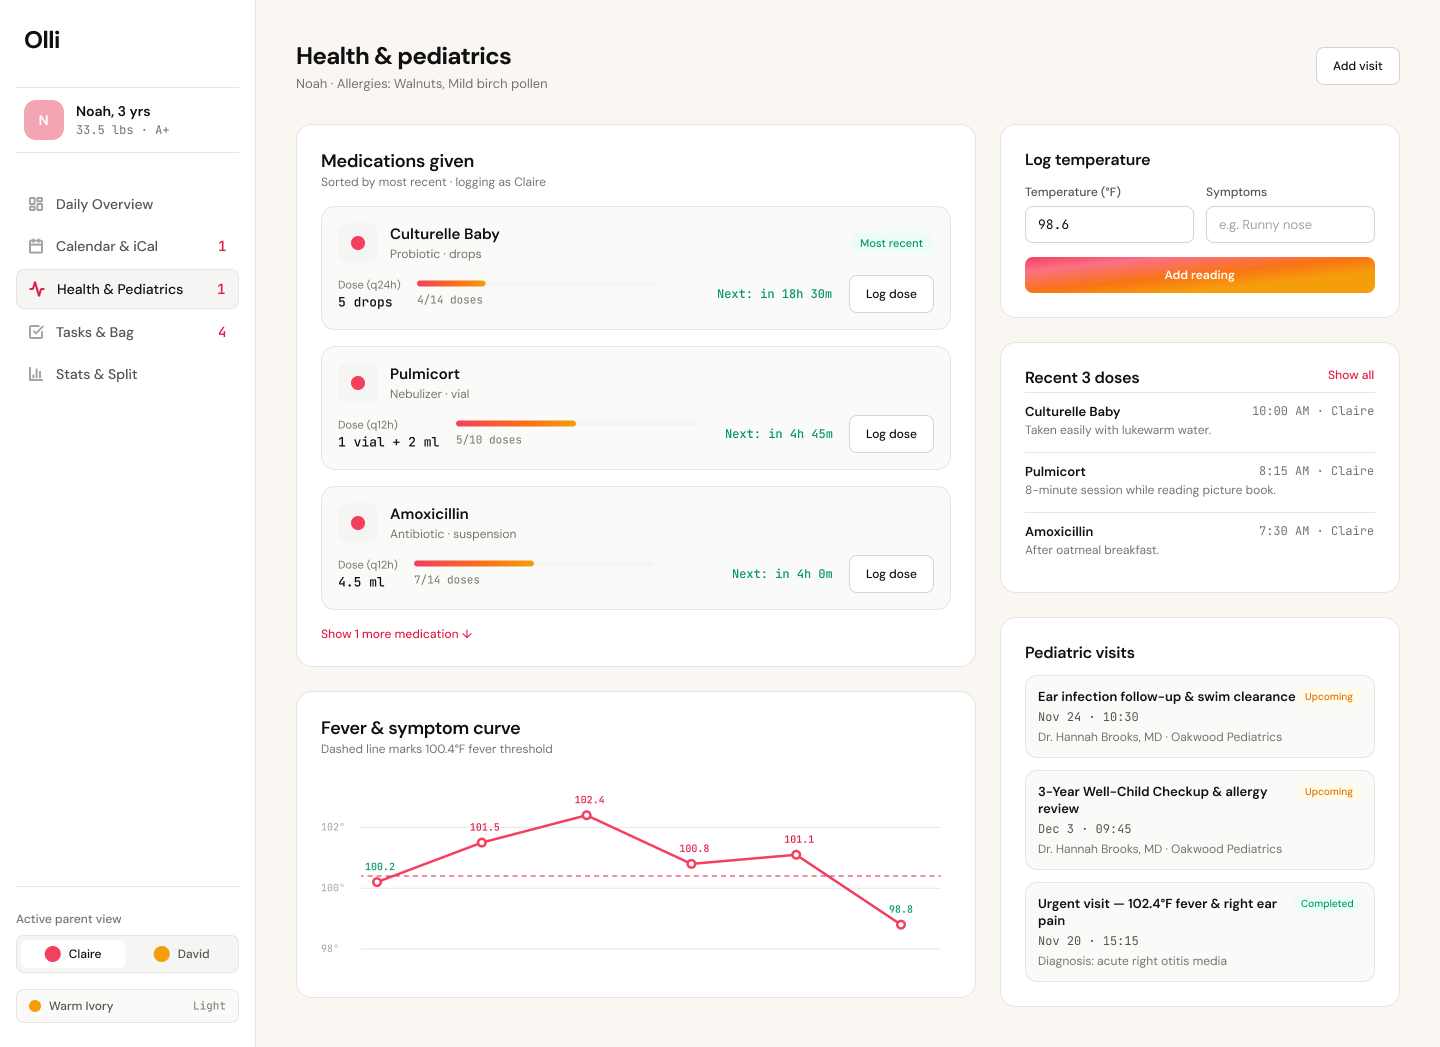 Olli
N
Noah, 3 yrs
33.5 lbs · A+
Daily Overview
Calendar & iCal 1
Health & Pediatrics 1
Tasks & Bag 4
Stats & Split
Active parent view
Claire David
Warm Ivory Light
Health & pediatrics
Noah · Allergies: Walnuts, Mild birch pollen
Add visit
Medications given
Sorted by most recent · logging as Claire
Culturelle Baby
Probiotic · drops
Most recent
Dose (q24h)
5 drops
4/14 doses
Next: in 18h 30m
Log dose
Pulmicort
Nebulizer · vial
Dose (q12h)
1 vial + 2 ml
5/10 doses
Next: in 4h 45m
Log dose
Amoxicillin
Antibiotic · suspension
Dose (q12h)
4.5 ml
7/14 doses
Next: in 4h 0m
Log dose
Show 1 more medication ↓
Fever & symptom curve
Dashed line marks 100.4°F fever threshold
102°
100°
98°
100.2
101.5
102.4
100.8
101.1
98.8
Log temperature
Temperature (°F) Symptoms
98.6 e.g. Runny nose
Add reading
Recent 3 doses Show all
Culturelle Baby 10:00 AM · Claire
Taken easily with lukewarm water.
Pulmicort 8:15 AM · Claire
8-minute session while reading picture book.
Amoxicillin 7:30 AM · Claire
After oatmeal breakfast.
Pediatric visits
Ear infection follow-up & swim clearance Upcoming
Nov 24 · 10:30
Dr. Hannah Brooks, MD · Oakwood Pediatrics
3-Year Well-Child Checkup & allergy Upcoming
review
Dec 3 · 09:45
Dr. Hannah Brooks, MD · Oakwood Pediatrics
Urgent visit — 102.4°F fever & right ear Completed
pain
Nov 20 · 15:15
Diagnosis: acute right otitis media